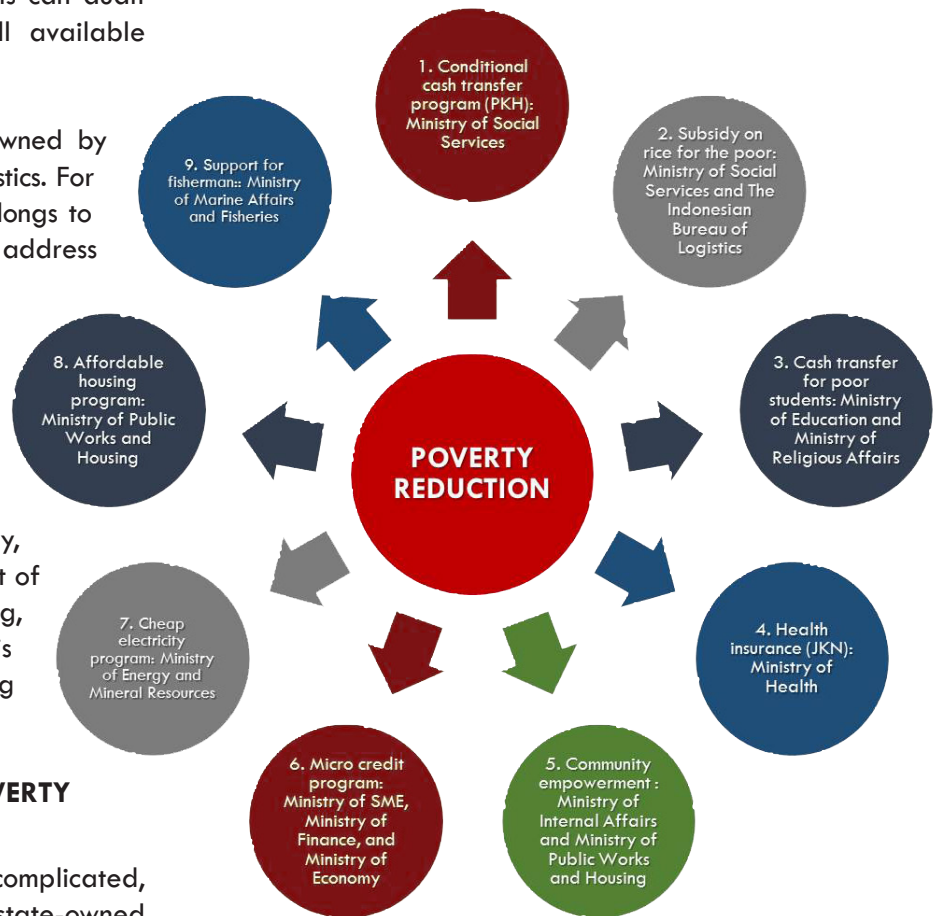 ll available
owned by
stics. For
longs to
address
y,
t of
g,
's
g
VERTY
complicated,
1. Conditional
cash transfer
program (PKH):
Ministry of Social
Services
2. Subsidy on
rice for the poor:
Ministry of Social
Services and The
Indonesian
Bureau of
Logistics
3. Cash transfer
for poor
students: Ministry
of Education and
Ministry of
Religious Affairs
4. Health
insurance (JKN):
Ministry of
Health
5. Community
empowerment :
Ministry of
Internal Affairs
and Ministry of
Public Works
and Housing
6. Micro credit
program:
Ministry of SME,
Ministry of
Finance, and
Ministry of
Economy
7. Cheap
electricity
program: Ministry
of Energy and
Mineral Resources
8. Affordable
housing
program:
Ministry of Public
Works and
Housing
9. Support for
fisherman:: Ministry
of Marine Affairs
and Fisheries
POVERTY
REDUCTION